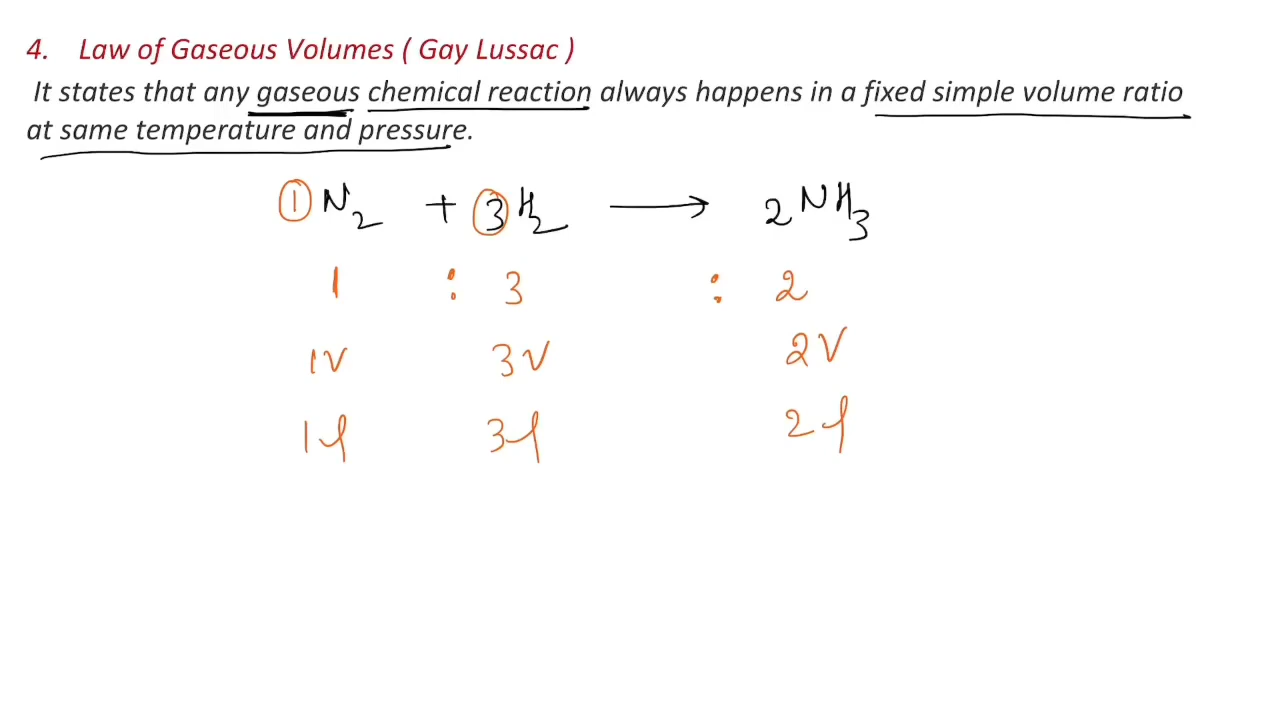 4. Law of Gaseous Volumes ( Gay Lussac )
It states that any gaseous chemical reaction always happens in a fixed simple volume ratio
at same temperature and pressure.
1 N2 + 3 H2 → 2 NH3
1 : 3 : 2
1V 3V 2V
1l 3l 2l